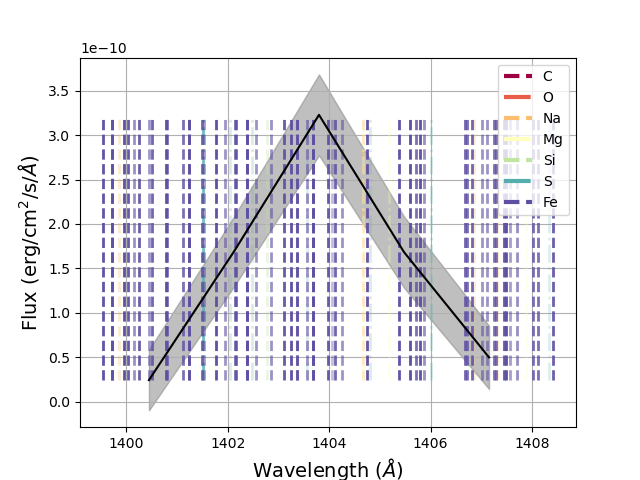 1e−10
3.5
3.0
2.5
2.0
1.5
1.0
0.5
0.0
Flux (erg/cm²/s/Å)
1400 1402 1404 1406 1408
Wavelength (Å)
C
O
Na
Mg
Si
S
Fe